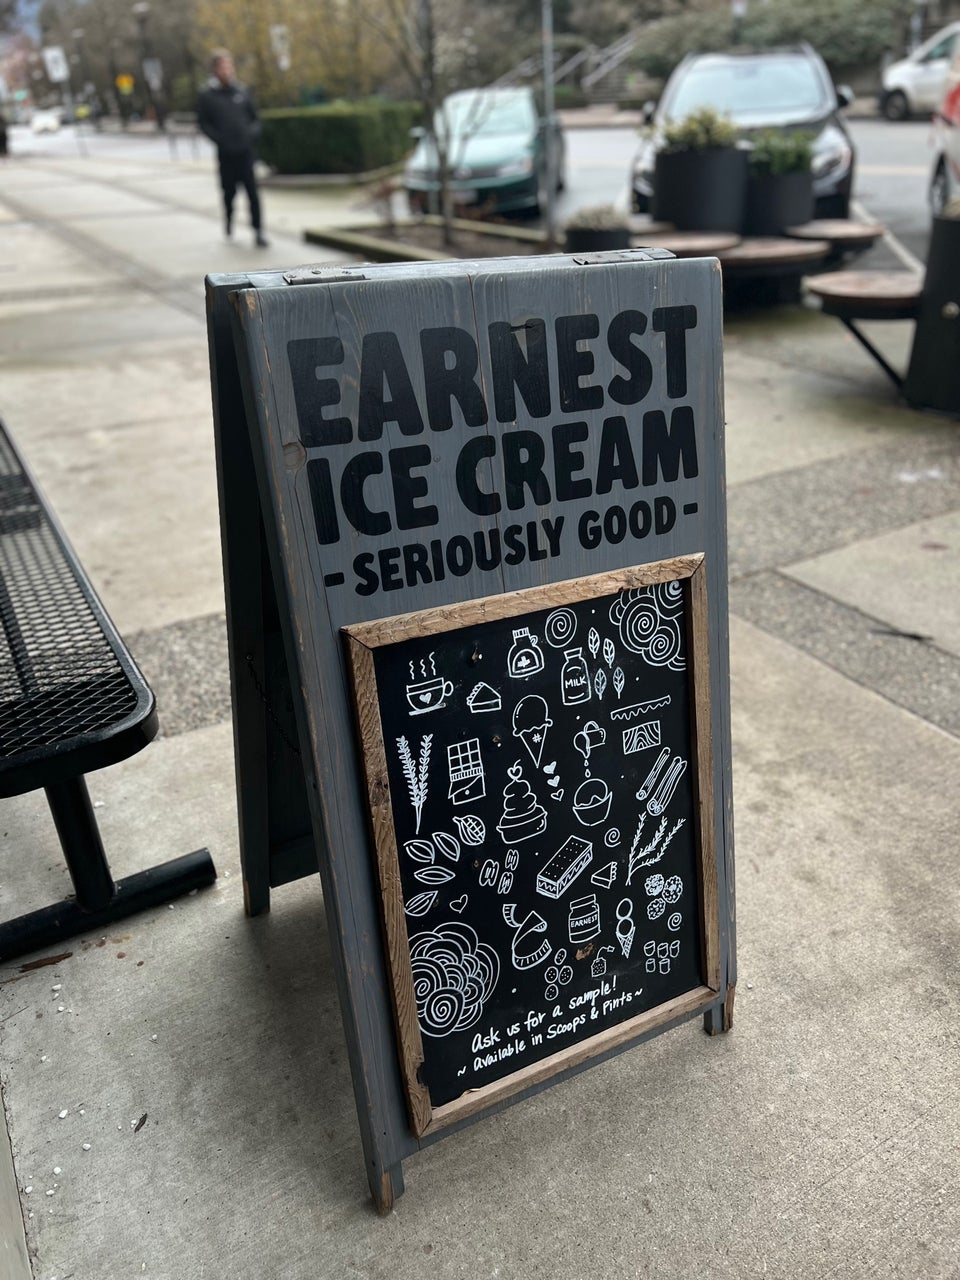 EARNEST
ICE CREAM
-SERIOUSLY GOOD-
MILK
EARNEST
Ask us for a sample!
~ available in Scoops & Pints ~